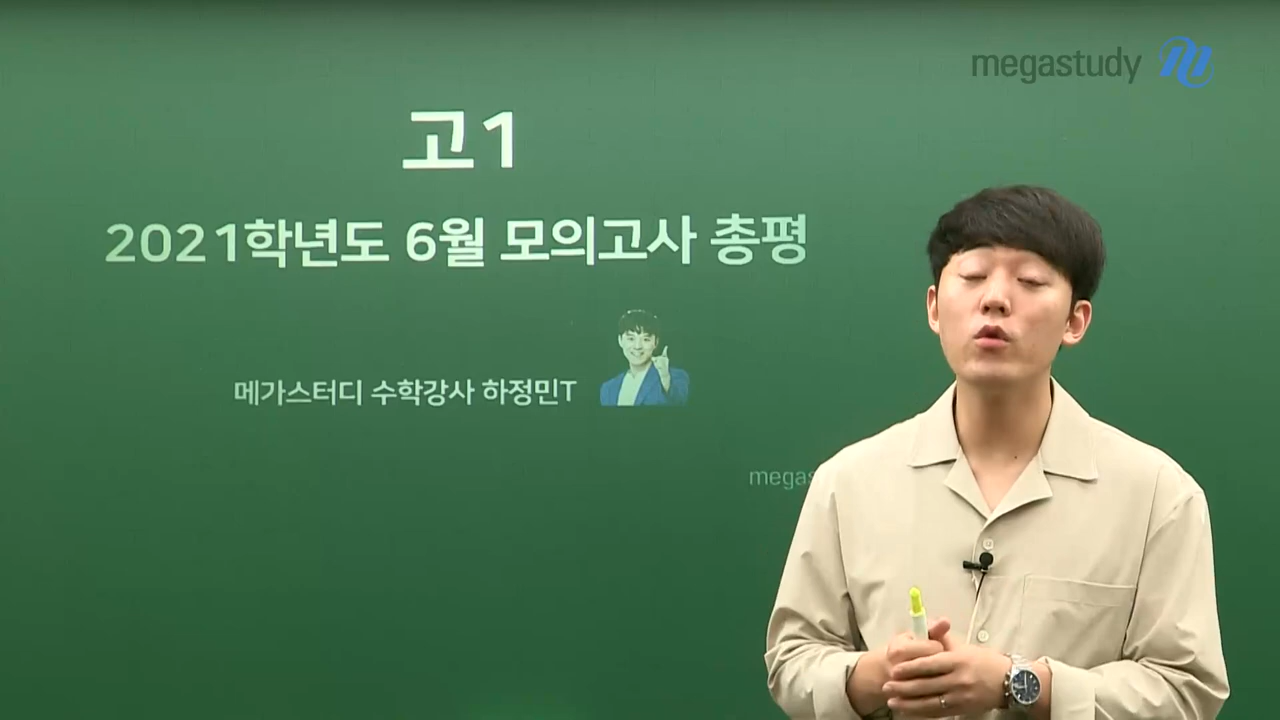 megastudy
고1
2021학년도 6월 모의고사 총평
메가스터디 수학강사 하정민T
megas